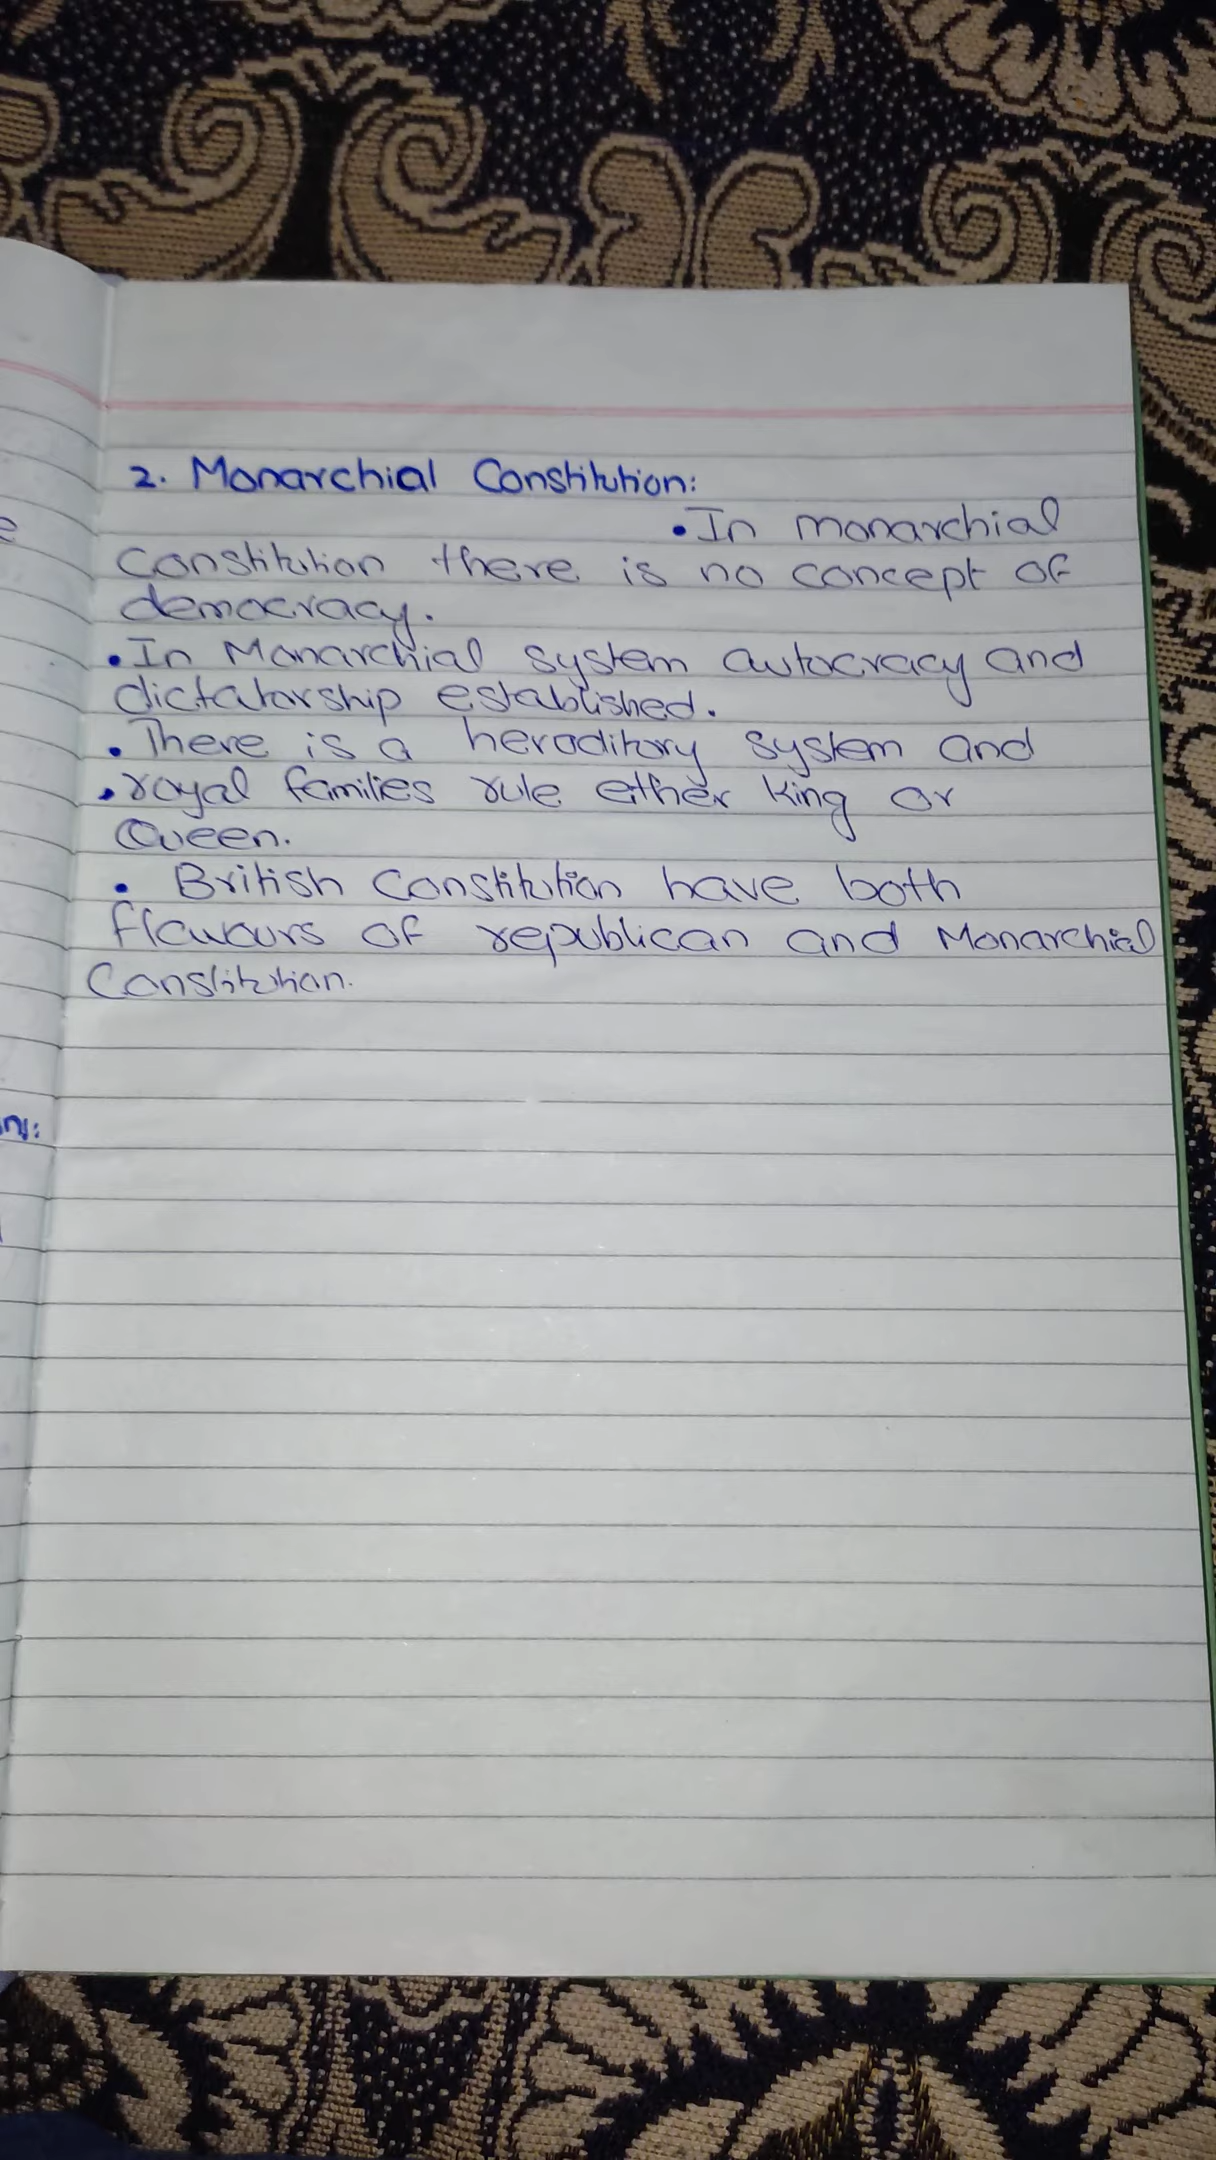 2. Monarchial Constitution:
• In monarchial
constitution there is no concept of
democracy.
• In Monarchial system autocracy and
dictatorship established.
• There is a heroditory system and
• royal families rule either king or
Queen.
• British Constitution have both
flavours of republican and Monarchial
Constitution.